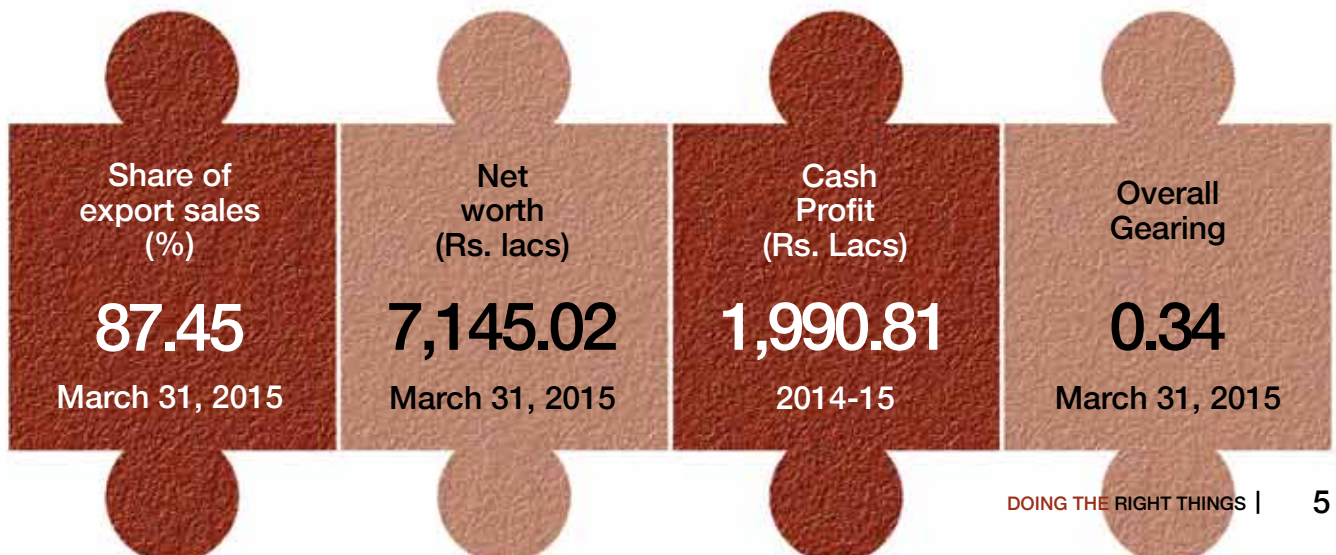 Share of
export sales
(%)
87.45
March 31, 2015
Net
worth
(Rs. lacs)
7,145.02
March 31, 2015
Cash
Profit
(Rs. Lacs)
1,990.81
2014-15
Overall
Gearing
0.34
March 31, 2015
DOING THE RIGHT THINGS | 5